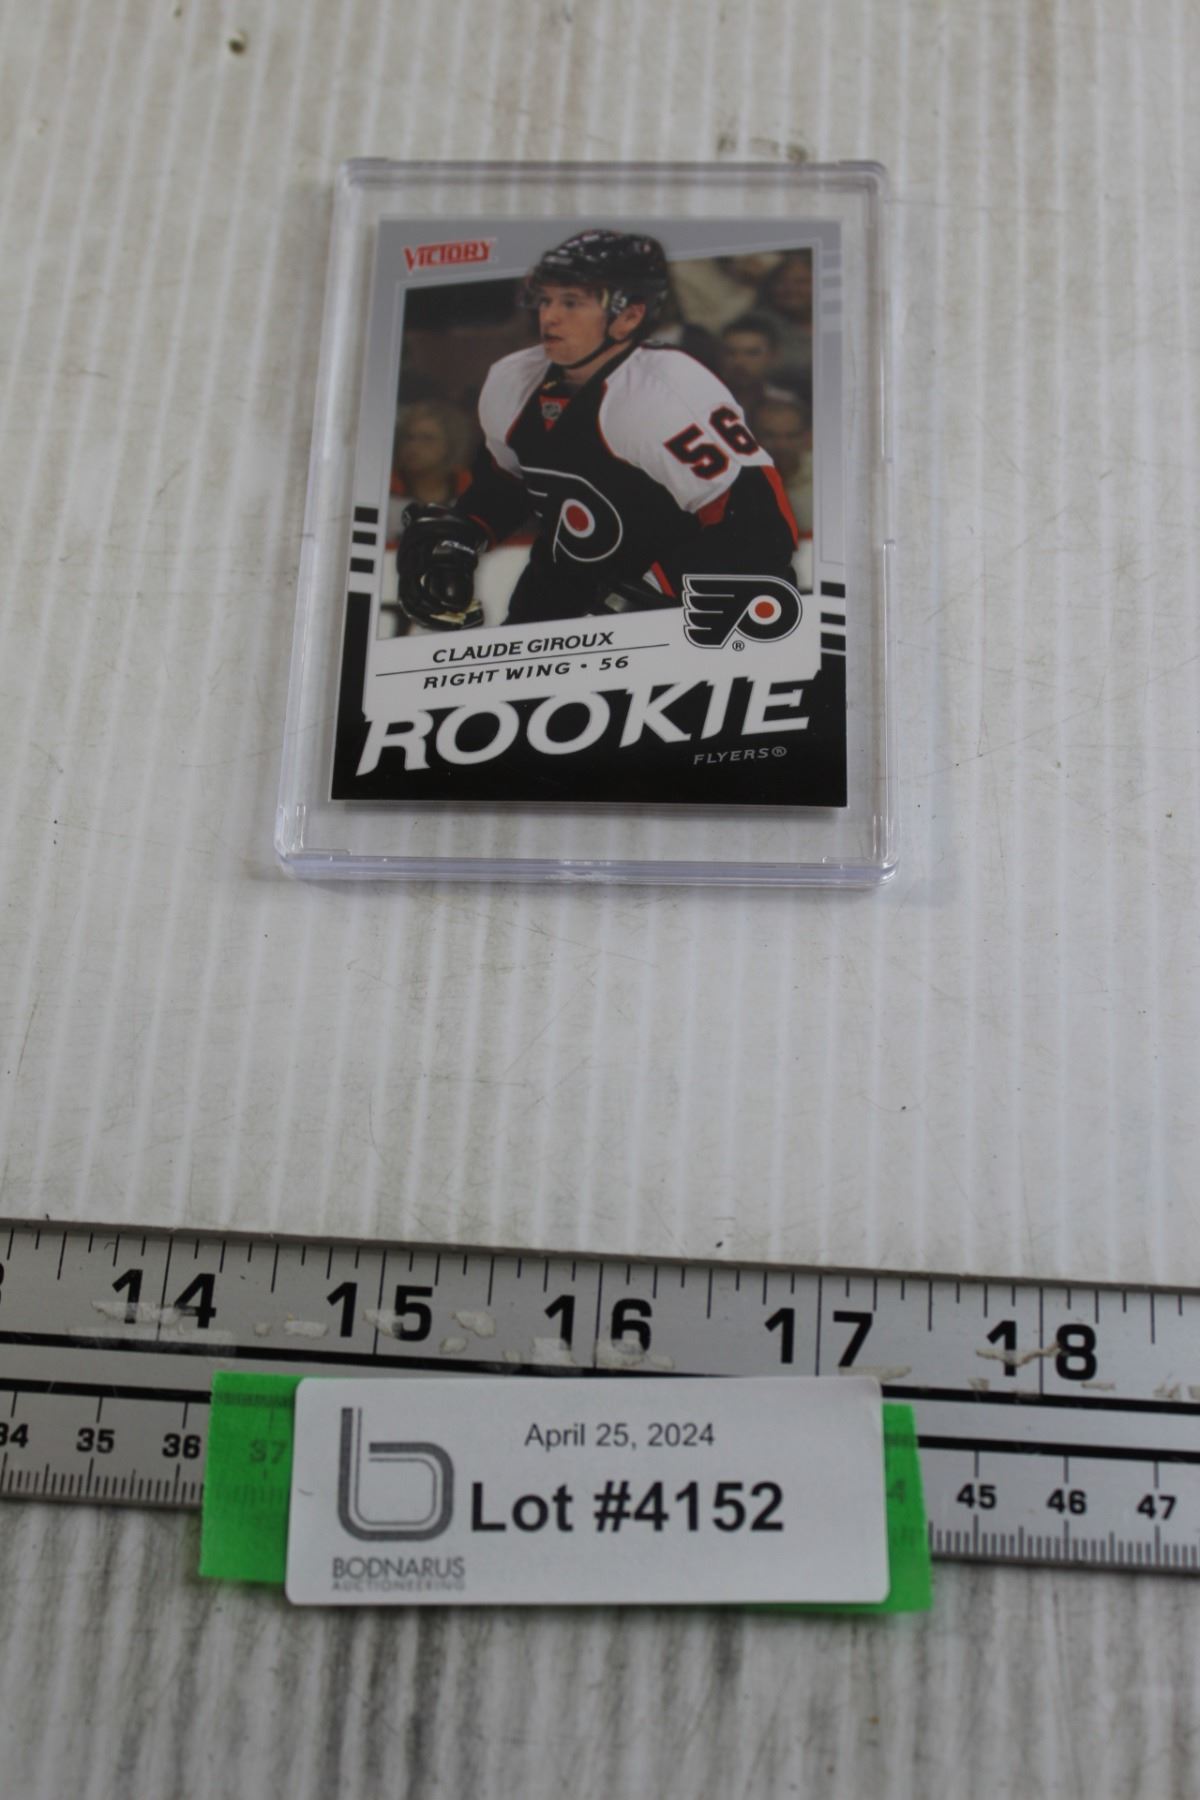 VICTORY
56
CLAUDE GIROUX
RIGHT WING • 56
ROOKIE
FLYERS®
14 15 16 17 18
34 35 36 37 45 46 47
April 25, 2024
Lot #4152
BODNARUS
AUCTIONEERING